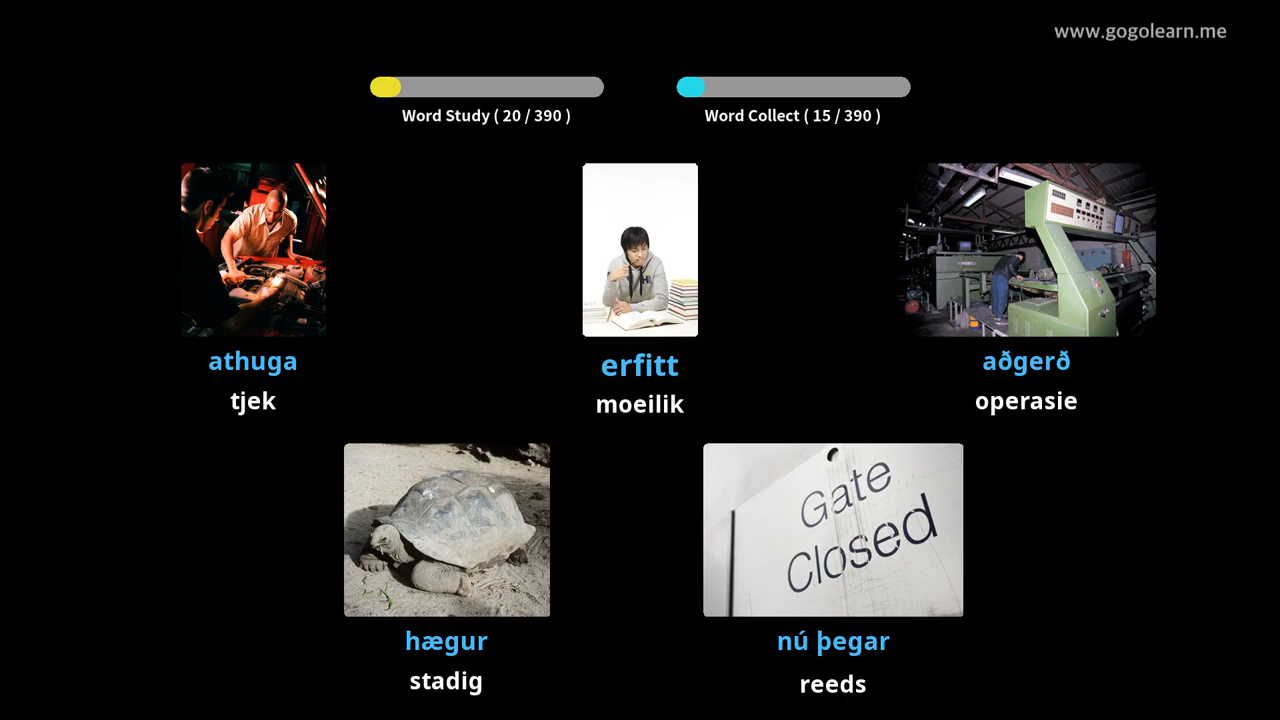 www.gogolearn.me
Word Study ( 20 / 390 )
Word Collect ( 15 / 390 )
athuga
tjek
erfitt
moeilik
aðgerð
operasie
Gate
Closed
hægur
stadig
nú þegar
reeds